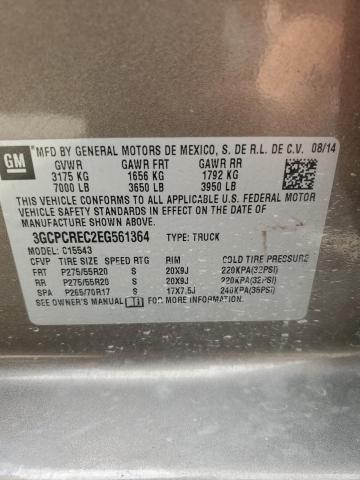 GM MFD BY GENERAL MOTORS DE MEXICO, S. DE R.L. DE C.V. 08/14
GVWR GAWR FRT GAWR RR
3175 KG 1656 KG 1792 KG
7000 LB 3650 LB 3950 LB
THIS VEHICLE CONFORMS TO ALL APPLICABLE U.S. FEDERAL MOTOR
VEHICLE SAFETY STANDARDS IN EFFECT ON THE DATE OF
MANUFACTURE SHOWN ABOVE.
3GCPCREC2EG561364 TYPE: TRUCK
MODEL: C15543
CFVP TIRE SIZE SPEED RTG RIM COLD TIRE PRESSURE
FRT P275/55R20 S 20X9J 220KPA(32PSI)
RR P275/55R20 S 20X9J 220KPA(32PSI)
SPA P265/70R17 S 17X7.5J 240KPA(35PSI)
SEE OWNER'S MANUAL FOR ADDITIONAL INFORMATION.